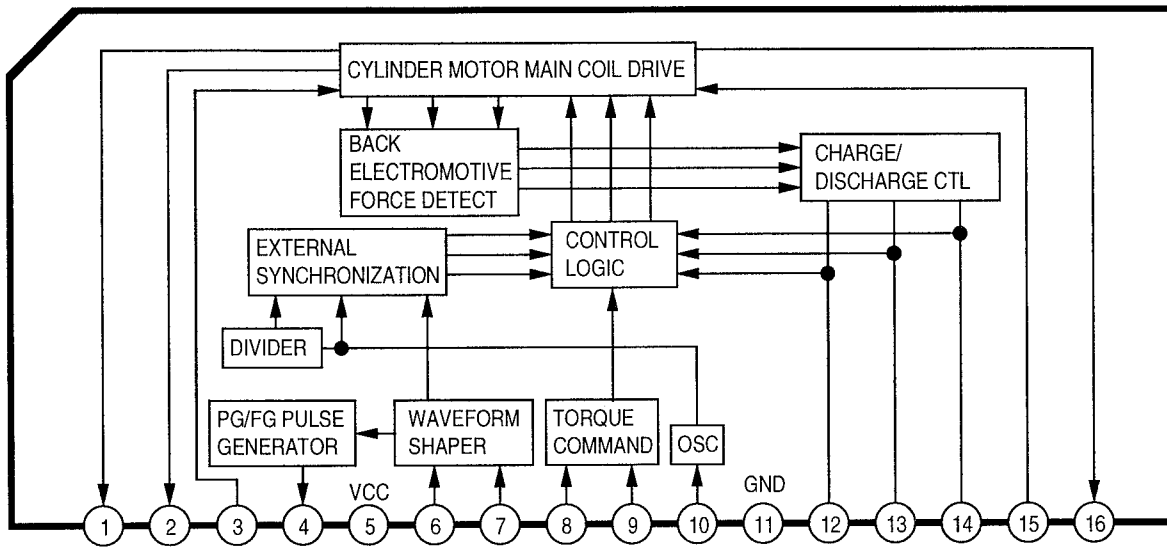 CYLINDER MOTOR MAIN COIL DRIVE
BACK
ELECTROMOTIVE
FORCE DETECT
CHARGE/
DISCHARGE CTL
EXTERNAL
SYNCHRONIZATION
CONTROL
LOGIC
DIVIDER
PG/FG PULSE
GENERATOR
WAVEFORM
SHAPER
TORQUE
COMMAND
OSC
VCC
GND
1 2 3 4 5 6 7 8 9 10 11 12 13 14 15 16